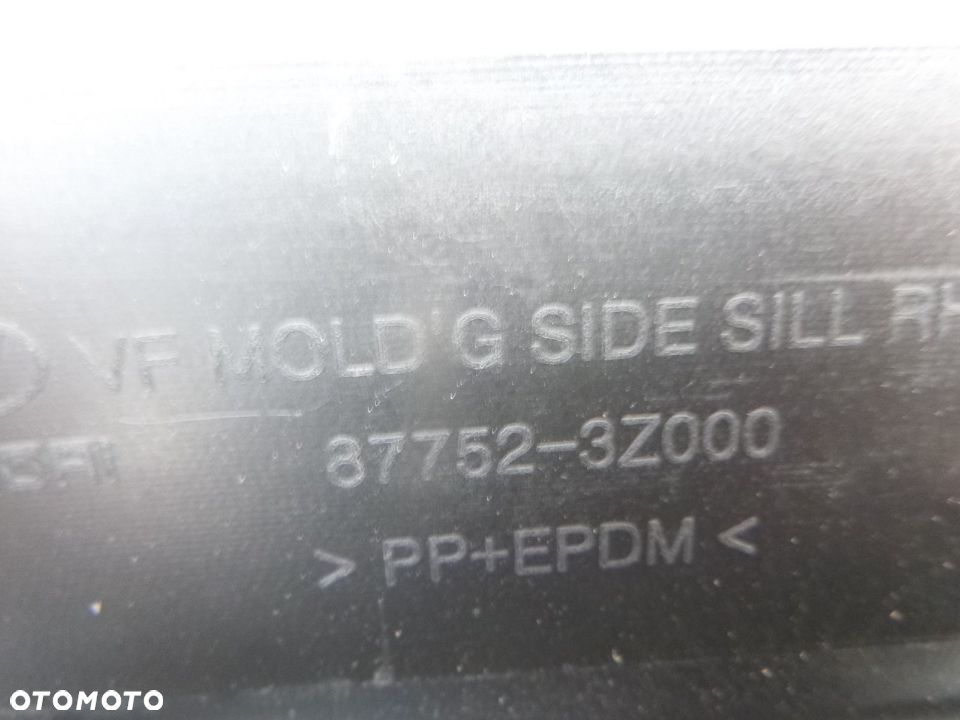 VF MOLD'G SIDE SILL RH
87752-3Z000
> PP+EPDM <
OTOMOTO